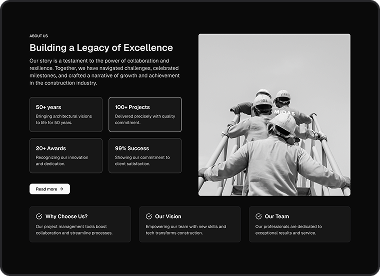 ABOUT US
Building a Legacy of Excellence
Our story is a testament to the power of collaboration and
resilience. Together, we have navigated challenges, celebrated
milestones, and crafted a narrative of growth and achievement
in the construction industry.
50+ years
Bringing architectural visions
to life for 50 years.
100+ Projects
Delivered precisely with quality
commitment.
20+ Awards
Recognizing our innovation
and dedication.
99% Success
Showing our commitment to
client satisfaction.
Read more →
Why Choose Us?
Our project management tools boost
collaboration and streamline processes.
Our Vision
Empowering our team with new skills and
tech transforms construction.
Our Team
Our professionals are dedicated to
exceptional results and service.